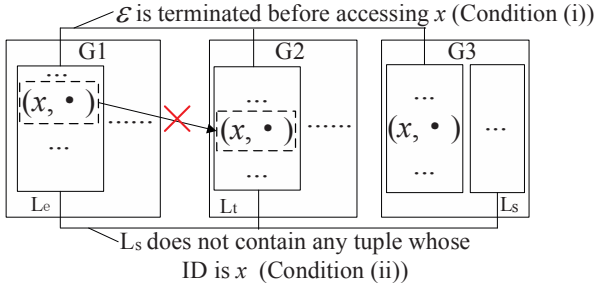 ℰ is terminated before accessing x (Condition (i))
G1 G2 G3
... ... ...
(x, •) ...... (x, •) ...... (x, •) ...
... ... ...
Le Lt Ls
Ls does not contain any tuple whose
ID is x (Condition (ii))